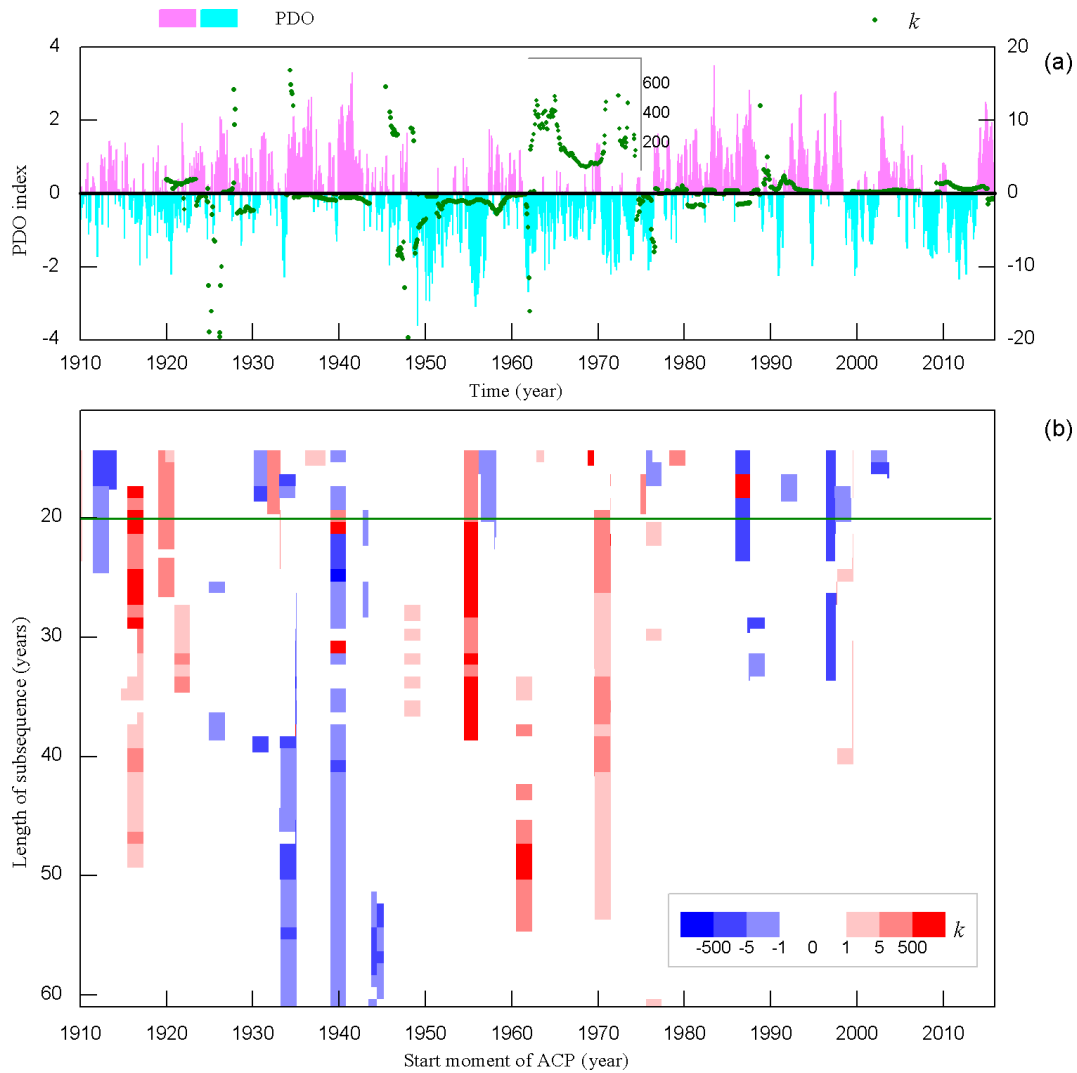 PDO k
(a)
4 20
600
2 400 10
200
PDO index
0 0
-2 -10
-4 -20
1910 1920 1930 1940 1950 1960 1970 1980 1990 2000 2010
Time (year)
(b)
Length of subsequence (years)
20
30
40
50
60
-500 -5 -1 0 1 5 500 k
1910 1920 1930 1940 1950 1960 1970 1980 1990 2000 2010
Start moment of ACP (year)